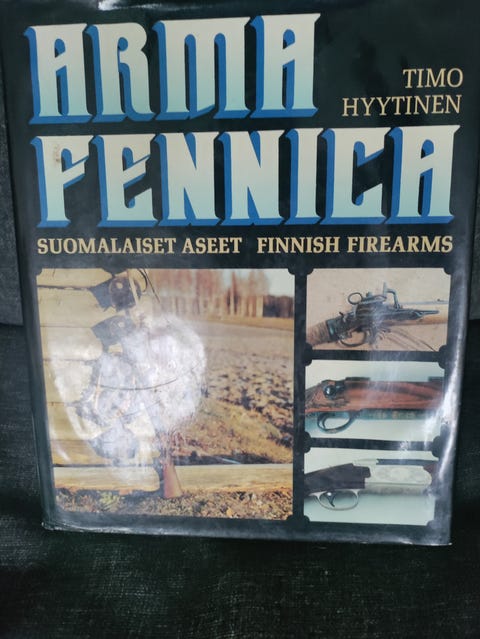 ARMA
TIMO
HYYTINEN
FENNICA
SUOMALAISET ASEET FINNISH FIREARMS